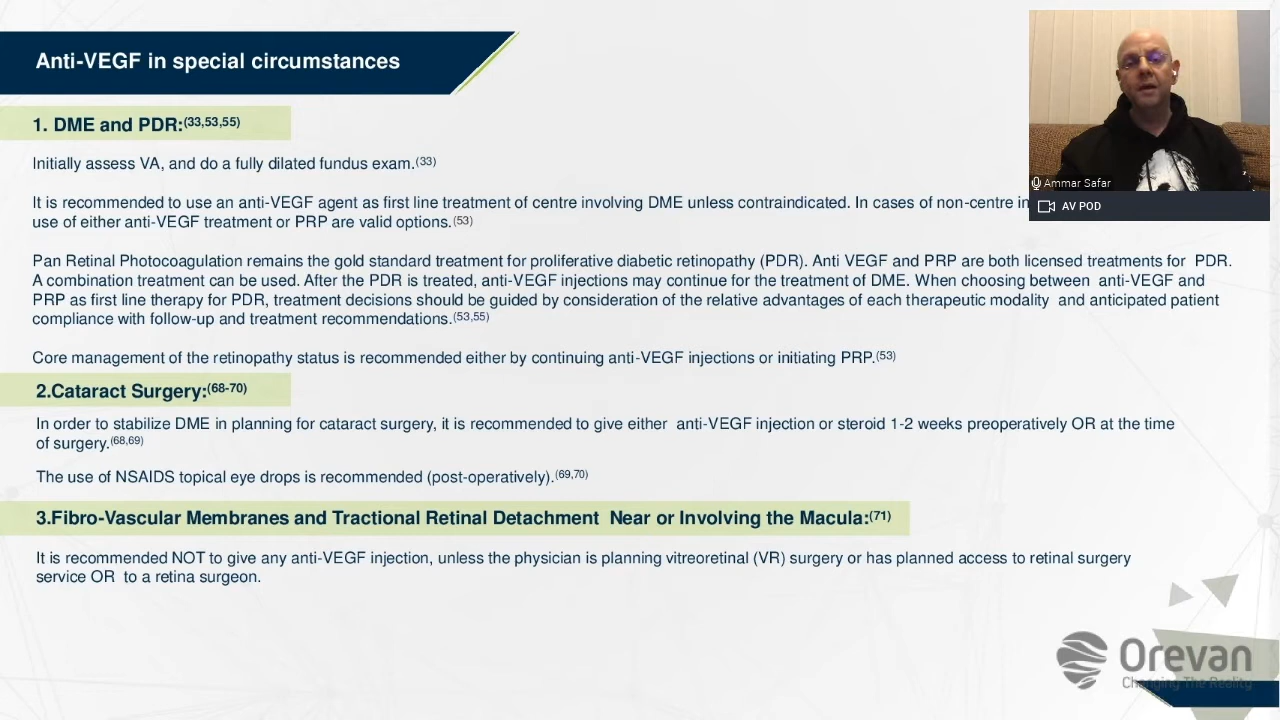 Anti-VEGF in special circumstances
1. DME and PDR:(33,53,55)
Initially assess VA, and do a fully dilated fundus exam.(33)
It is recommended to use an anti-VEGF agent as first line treatment of centre involving DME unless contraindicated. In cases of non-centre
use of either anti-VEGF treatment or PRP are valid options.(53)
Pan Retinal Photocoagulation remains the gold standard treatment for proliferative diabetic retinopathy (PDR). Anti VEGF and PRP are both licensed treatments for PDR.
A combination treatment can be used. After the PDR is treated, anti-VEGF injections may continue for the treatment of DME. When choosing between anti-VEGF and
PRP as first line therapy for PDR, treatment decisions should be guided by consideration of the relative advantages of each therapeutic modality and anticipated patient
compliance with follow-up and treatment recommendations.(53,55)
Core management of the retinopathy status is recommended either by continuing anti-VEGF injections or initiating PRP.(53)
2.Cataract Surgery:(68-70)
In order to stabilize DME in planning for cataract surgery, it is recommended to give either anti-VEGF injection or steroid 1-2 weeks preoperatively OR at the time
of surgery.(68,69)
The use of NSAIDS topical eye drops is recommended (post-operatively).(69,70)
3.Fibro-Vascular Membranes and Tractional Retinal Detachment Near or Involving the Macula:(71)
It is recommended NOT to give any anti-VEGF injection, unless the physician is planning vitreoretinal (VR) surgery or has planned access to retinal surgery
service OR to a retina surgeon.
Ammar Safar
AV POD
Orevan
Changing The Reality